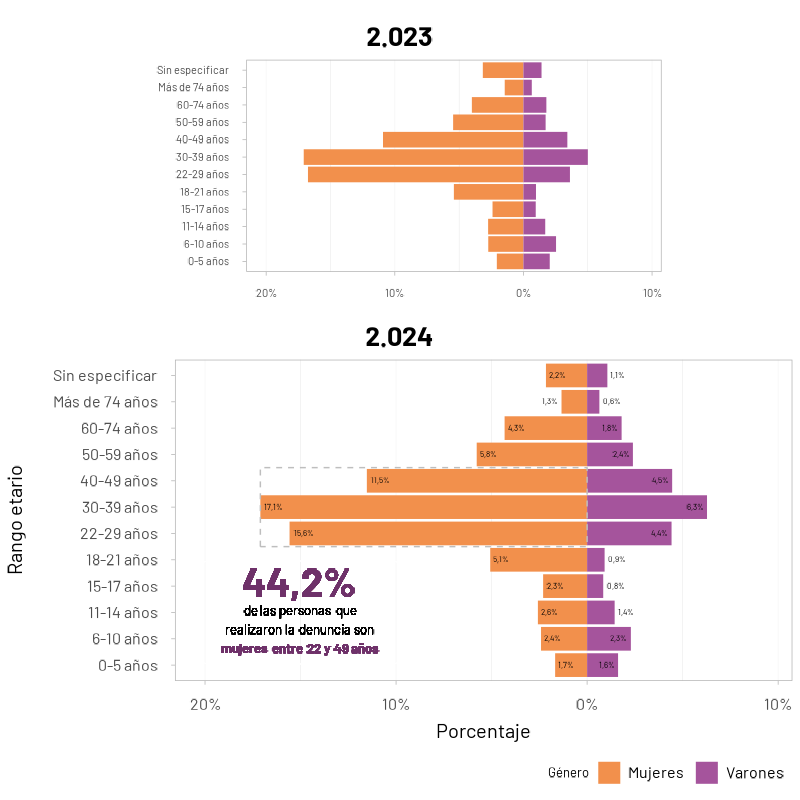 2.023
Sin especificar
Más de 74 años
60-74 años
50-59 años
40-49 años
30-39 años
22-29 años
18-21 años
15-17 años
11-14 años
6-10 años
0-5 años
20% 10% 0% 10%
2.024
Rango etario
Sin especificar 2,2% 1,1%
Más de 74 años 1,3% 0,6%
60-74 años 4,3% 1,8%
50-59 años 5,8% 2,4%
40-49 años 11,5% 4,5%
30-39 años 17,1% 6,3%
22-29 años 15,6% 4,4%
18-21 años 5,1% 0,9%
15-17 años 2,3% 0,8%
11-14 años 2,6% 1,4%
6-10 años 2,4% 2,3%
0-5 años 1,7% 1,6%
44,2%
de las personas que
realizaron la denuncia son
mujeres entre 22 y 49 años
20% 10% 0% 10%
Porcentaje
Género Mujeres Varones